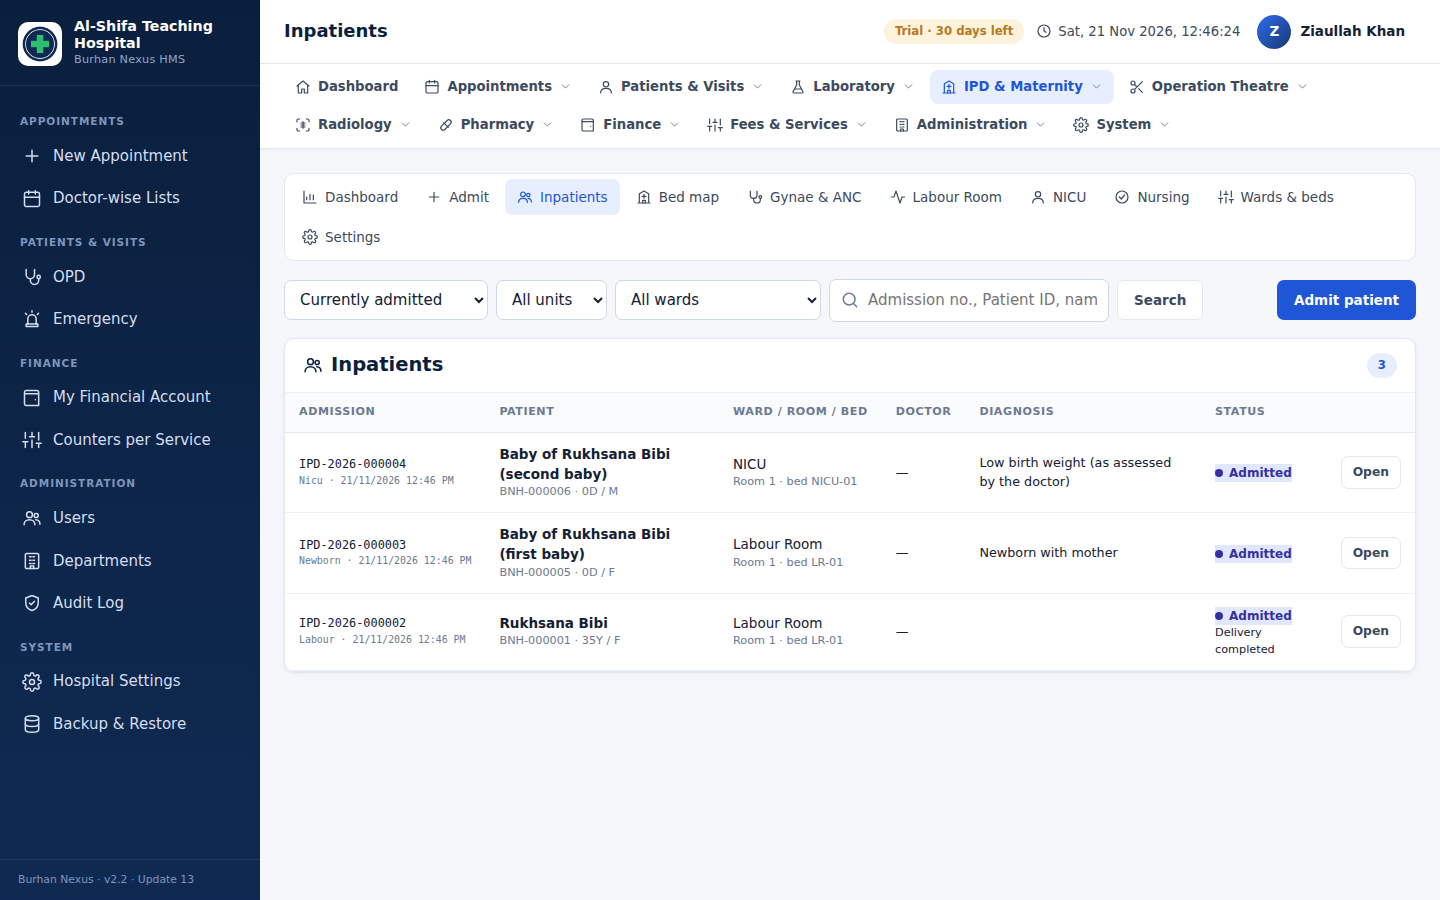 Al-Shifa Teaching
Hospital
Burhan Nexus HMS
APPOINTMENTS
New Appointment
Doctor-wise Lists
PATIENTS & VISITS
OPD
Emergency
FINANCE
My Financial Account
Counters per Service
ADMINISTRATION
Users
Departments
Audit Log
SYSTEM
Hospital Settings
Backup & Restore
Burhan Nexus · v2.2 · Update 13
Inpatients
Trial · 30 days left
Sat, 21 Nov 2026, 12:46:24
Z
Ziaullah Khan
Dashboard Appointments Patients & Visits Laboratory IPD & Maternity Operation Theatre
Radiology Pharmacy Finance Fees & Services Administration System
Dashboard Admit Inpatients Bed map Gynae & ANC Labour Room NICU Nursing Wards & beds
Settings
Currently admitted All units All wards Admission no., Patient ID, nam Search Admit patient
Inpatients 3
ADMISSION PATIENT WARD / ROOM / BED DOCTOR DIAGNOSIS STATUS
IPD-2026-000004
Nicu · 21/11/2026 12:46 PM
Baby of Rukhsana Bibi
(second baby)
BNH-000006 · 0D / M
NICU
Room 1 · bed NICU-01
—
Low birth weight (as assessed
by the doctor)
Admitted
Open
IPD-2026-000003
Newborn · 21/11/2026 12:46 PM
Baby of Rukhsana Bibi
(first baby)
BNH-000005 · 0D / F
Labour Room
Room 1 · bed LR-01
—
Newborn with mother
Admitted
Open
IPD-2026-000002
Labour · 21/11/2026 12:46 PM
Rukhsana Bibi
BNH-000001 · 35Y / F
Labour Room
Room 1 · bed LR-01
—
Admitted
Delivery
completed
Open